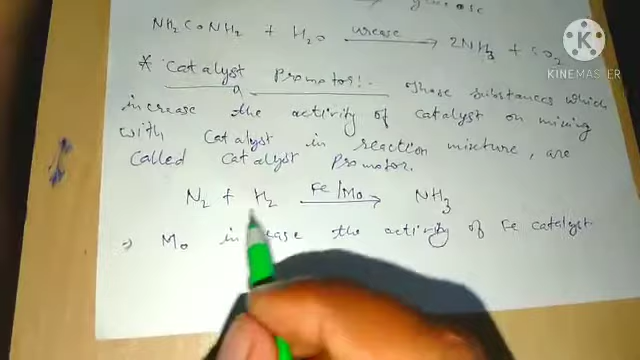 glucose
NH2CONH2 + H2O urease → 2NH3 + CO2
* Catalyst Promotors!- Those substances which
increase the activity of catalyst on mixing
with catalyst in reaction mixture, are
called catalyst Promotor.
N2 + H2 Fe/Mo → NH3
⇒ Mo increase the activity of Fe catalyst
KINEMASTER